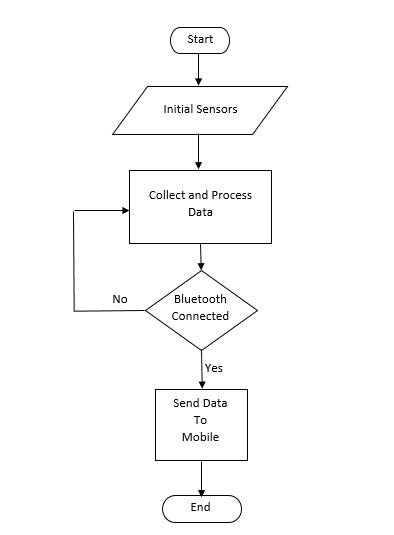 Start
Initial Sensors
Collect and Process
Data
No
Bluetooth
Connected
Yes
Send Data
To
Mobile
End